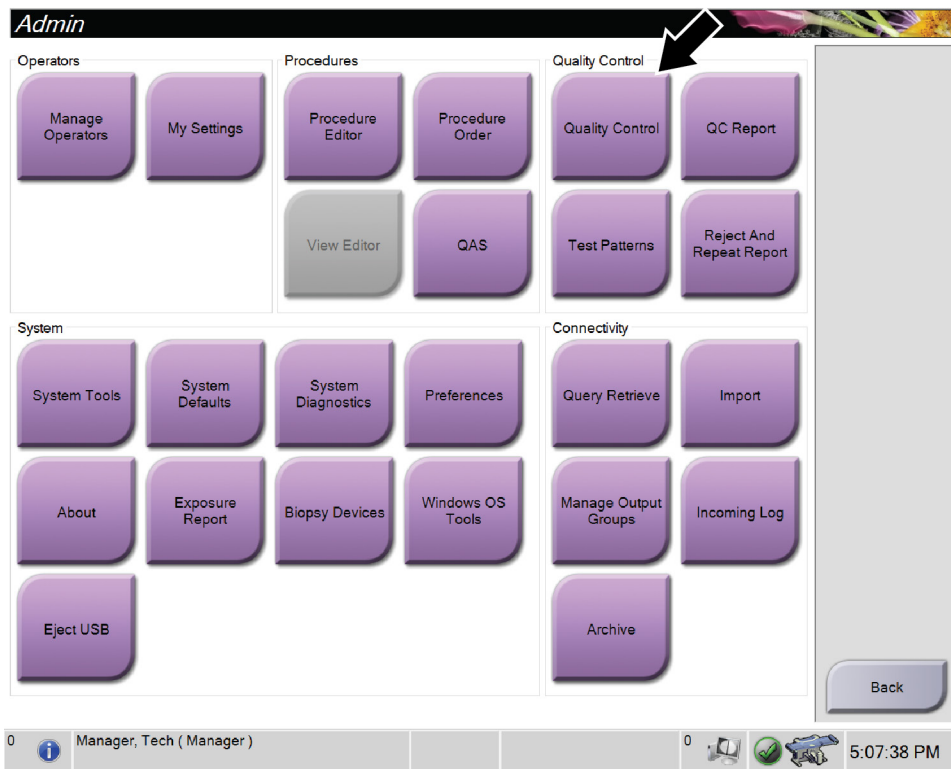 Admin
Operators
Manage
Operators
My Settings
Procedures
Procedure
Editor
Procedure
Order
View Editor
QAS
Quality Control
Quality Control
QC Report
Test Patterns
Reject And
Repeat Report
System
System Tools
System
Defaults
System
Diagnostics
Preferences
About
Exposure
Report
Biopsy Devices
Windows OS
Tools
Eject USB
Connectivity
Query Retrieve
Import
Manage Output
Groups
Incoming Log
Archive
Back
0
Manager, Tech ( Manager )
0
5:07:38 PM